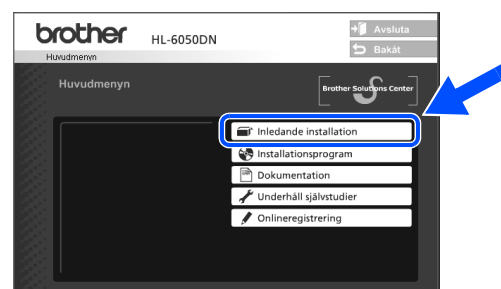 brother
HL-6050DN
Avsluta
Bakåt
Huvudmenyn
Huvudmenyn
Brother Solutions Center
Inledande installation
Installationsprogram
Dokumentation
Underhåll självstudier
Onlineregistrering